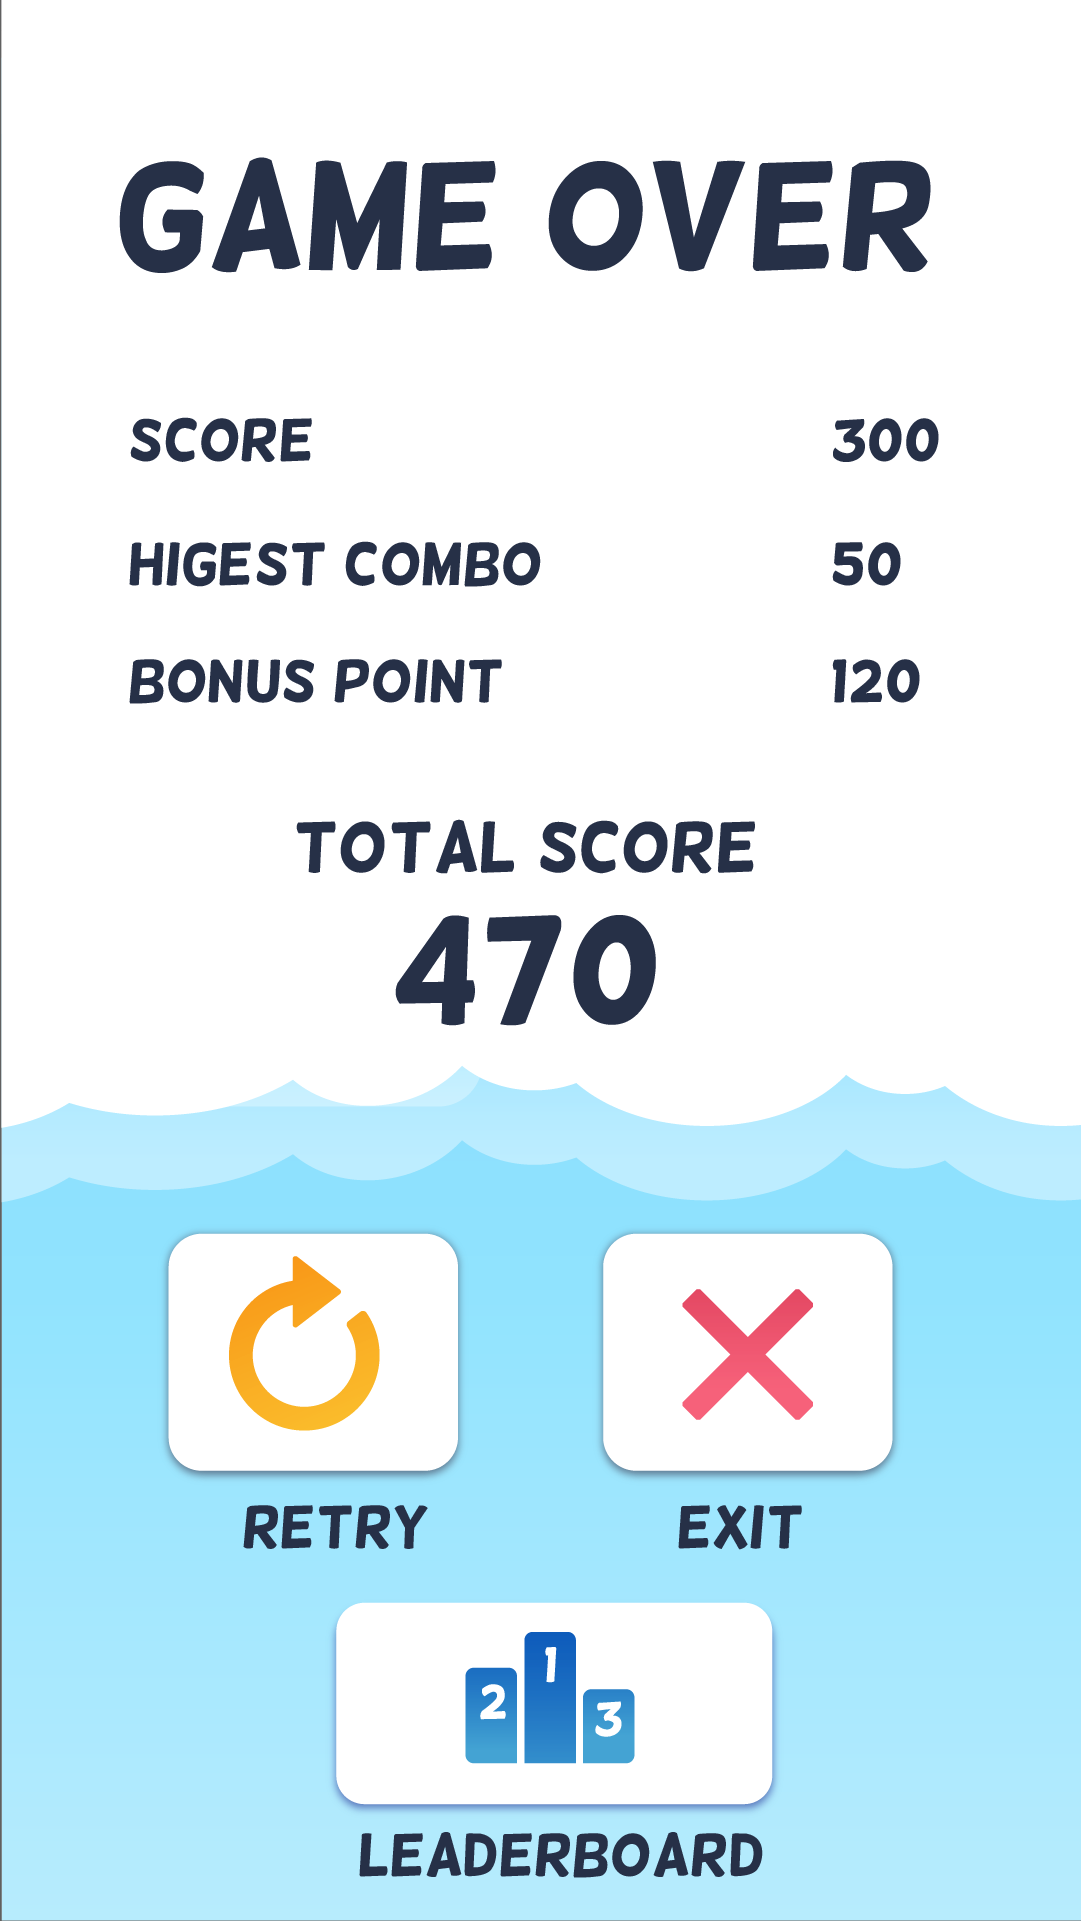 GAME OVER
SCORE 300
HIGEST COMBO 50
BONUS POINT 120
TOTAL SCORE
470
RETRY EXIT
2 1 3
LEADERBOARD